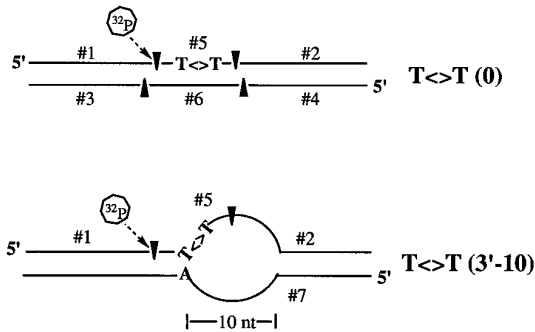 32P
#1
#5
#2
5'
T<>T
T<>T (0)
#3
#6
#4
5'
32P
#5
#1
#2
5'
T<>T
T<>T (3'-10)
A
5'
#7
10 nt